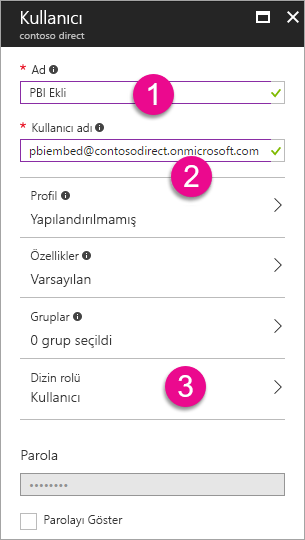 Kullanıcı
contoso direct
* Ad
PBI Ekli
1
* Kullanıcı adı
pbiembed@contosodirect.onmicrosoft.com
2
Profil
Yapılandırılmamış
Özellikler
Varsayılan
Gruplar
0 grup seçildi
Dizin rolü
Kullanıcı
3
Parola
Parolayı Göster